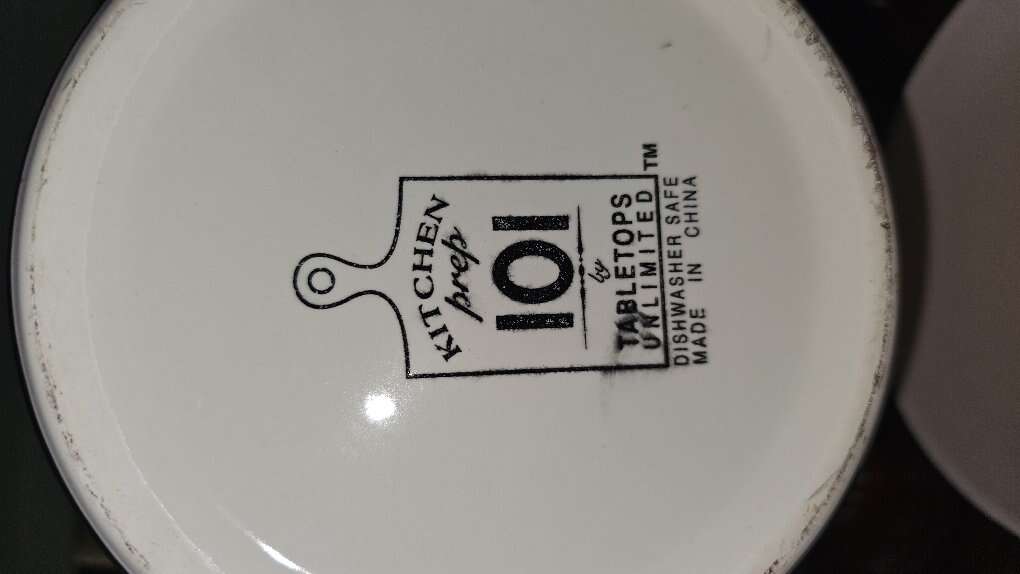 KITCHEN
prep
101
by
TABLETOPS
UNLIMITED TM
DISHWASHER SAFE
MADE IN CHINA